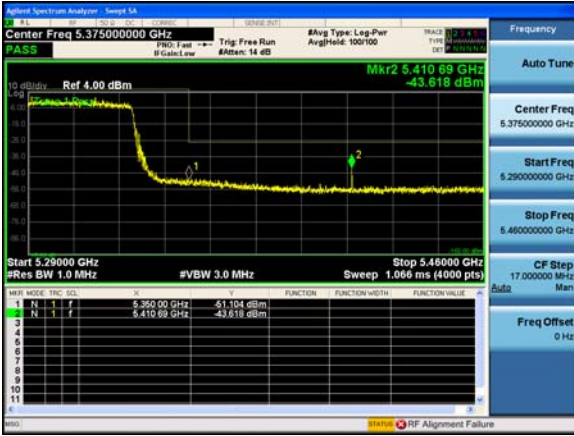 Agilent Spectrum Analyzer - Swept SA
RL RF 50 Ω DC CORREC SENSE:INT
Center Freq 5.375000000 GHz
PASS
PNO: Fast
IFGain:Low
Trig: Free Run
#Atten: 14 dB
#Avg Type: Log-Pwr
Avg|Hold: 100/100
TRACE 1 2 3 4 5 6
TYPE
DET P N N N N N
Mkr2 5.410 69 GHz
-43.618 dBm
10 dB/div Ref 4.00 dBm
Log
Trace 1 Pass
1
2
Start 5.29000 GHz
Stop 5.46000 GHz
#Res BW 1.0 MHz
#VBW 3.0 MHz
Sweep 1.066 ms (4000 pts)
MKR MODE TRC SCL X Y FUNCTION FUNCTION WIDTH FUNCTION VALUE
1 N 1 f 5.350 00 GHz -51.104 dBm
2 N 1 f 5.410 69 GHz -43.618 dBm
3
4
5
6
7
8
9
10
11
MSG
STATUS RF Alignment Failure
Frequency
Auto Tune
Center Freq
5.375000000 GHz
Start Freq
5.290000000 GHz
Stop Freq
5.460000000 GHz
CF Step
17.000000 MHz
Auto Man
Freq Offset
0 Hz